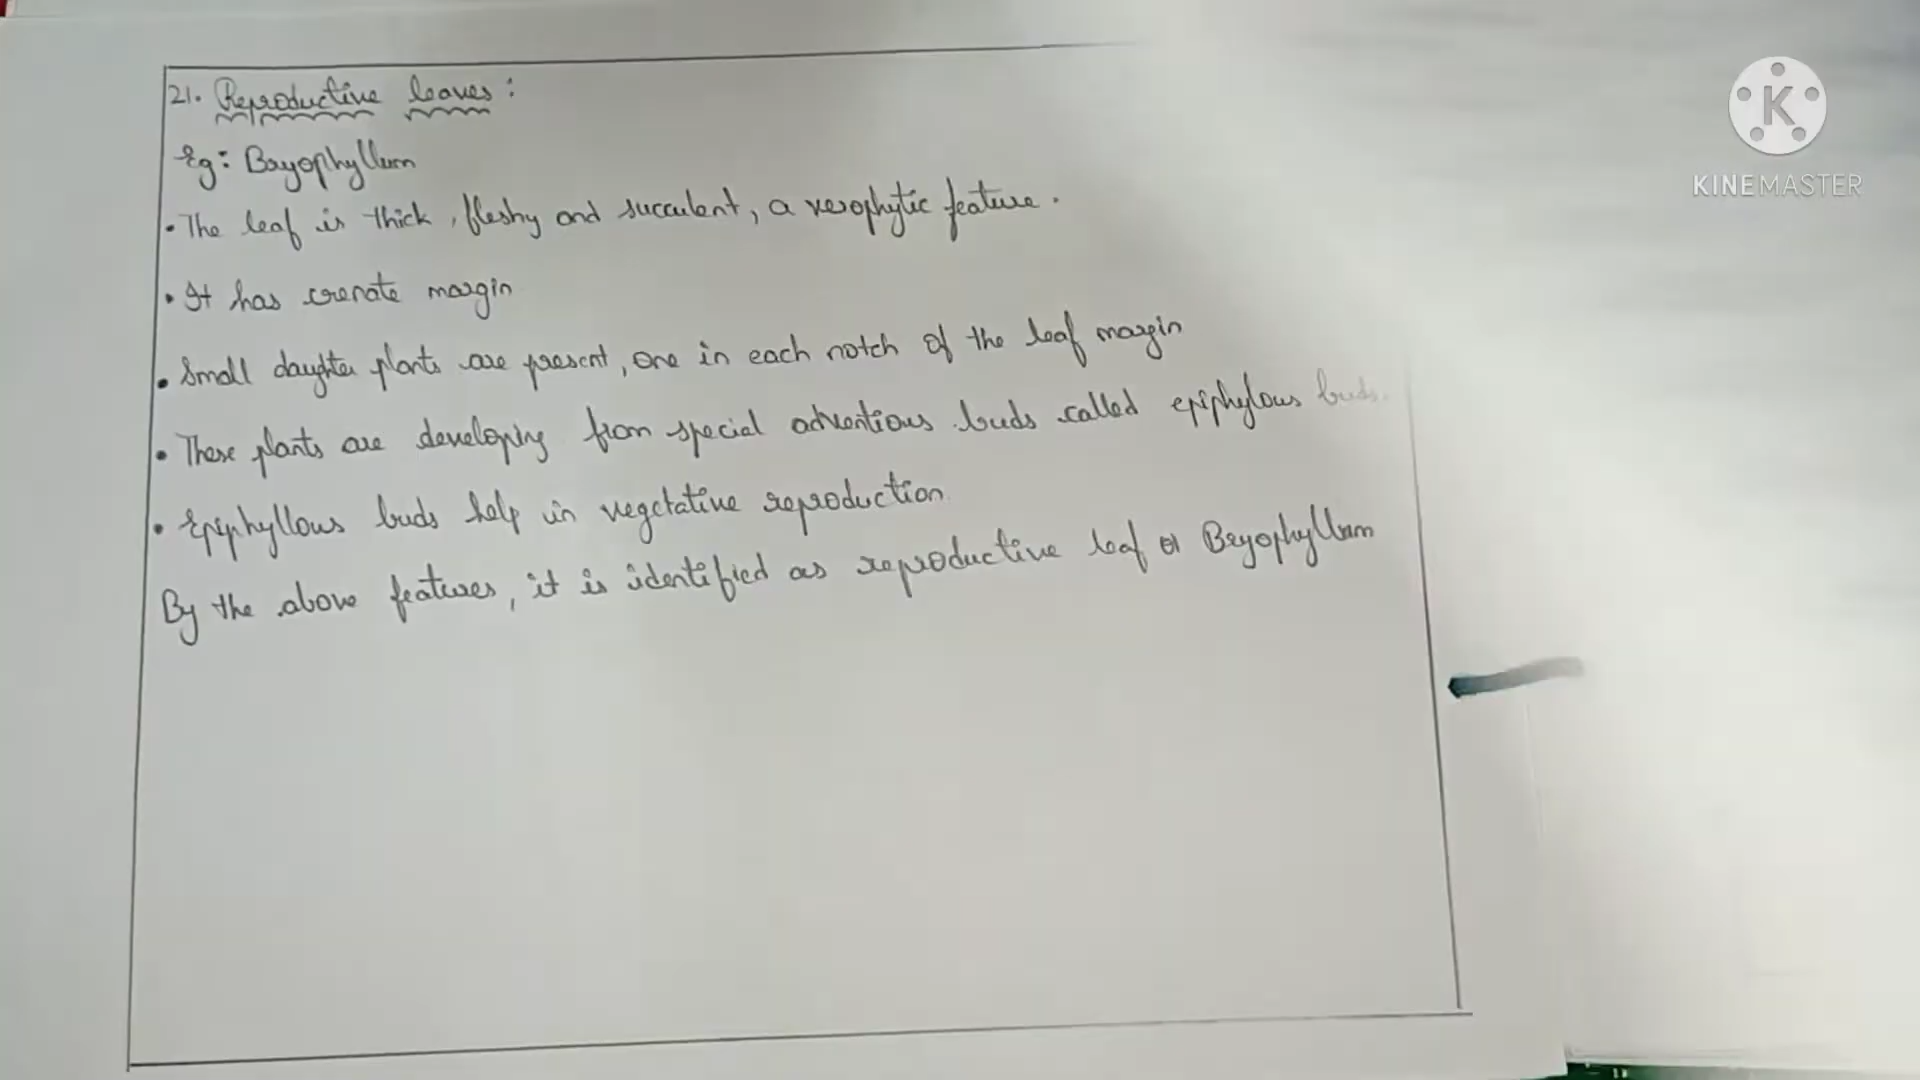 21. Reproductive leaves :
Eg : Bryophyllum
• The leaf is thick, fleshy and succulent, a xerophytic feature.
• It has crenate margin
• Small daughter plants are present, one in each notch of the leaf margin
• These plants are developing from special adventious buds called epiphylous buds.
• Epiphyllous buds help in vegetative reproduction
By the above features, it is identified as reproductive leaf of Bryophyllum
K
KINEMASTER